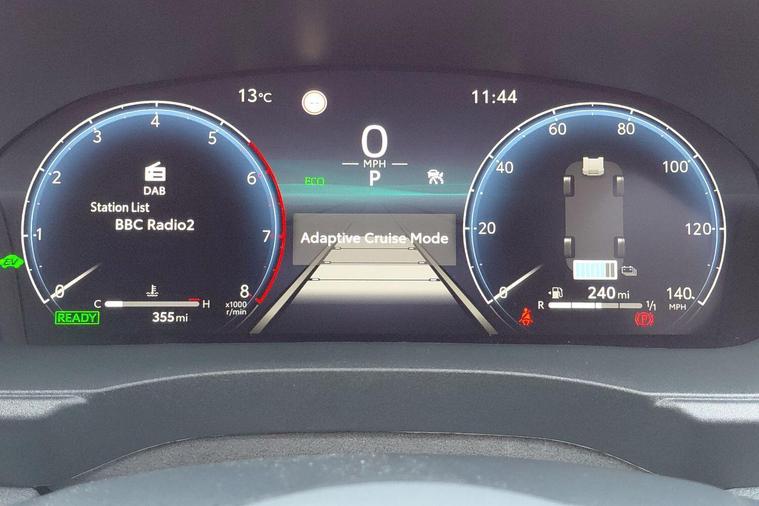 13°C
11:44
0
MPH
P
ECO
DAB
Station List
BBC Radio2
Adaptive Cruise Mode
0
1
2
3
4
5
6
7
8
x1000
r/min
C
H
355 mi
READY
EV
0
20
40
60
80
100
120
140
MPH
240 mi
R
1/1
P